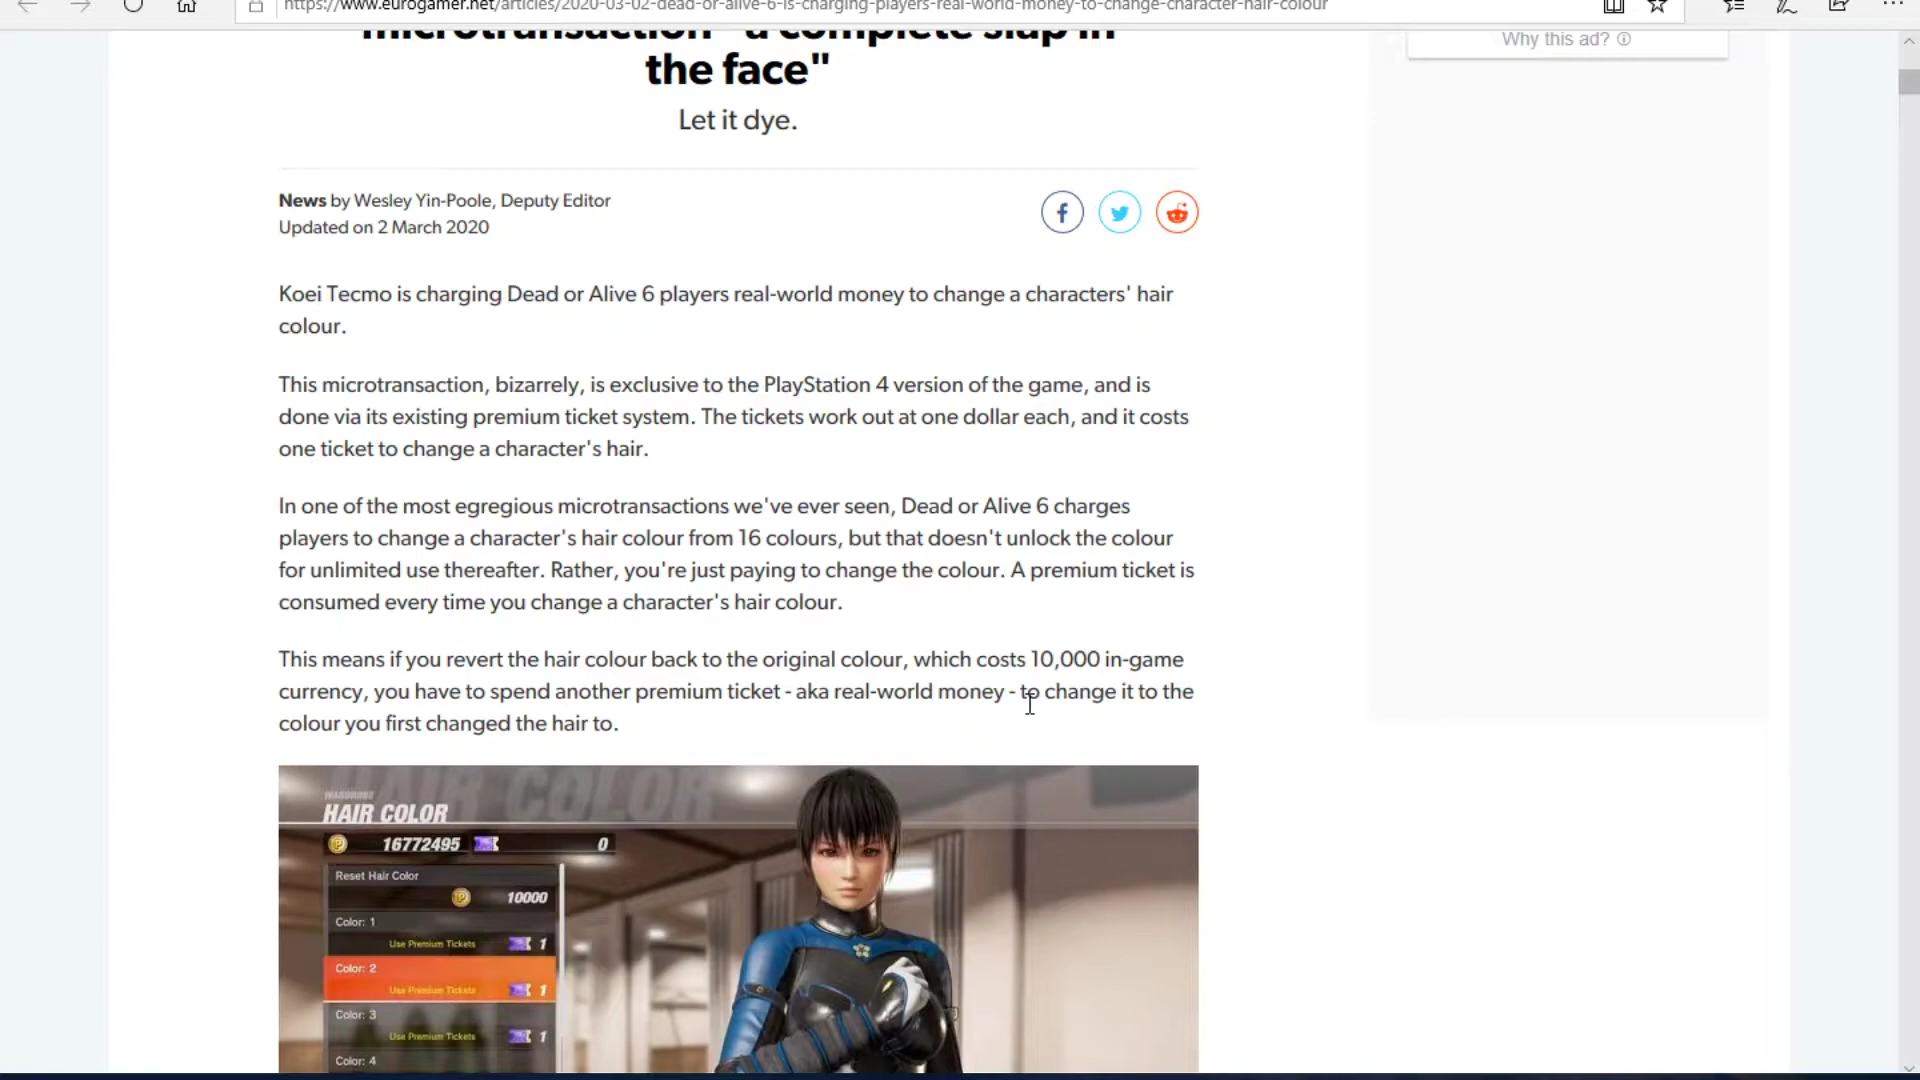 https://www.eurogamer.net/articles/2020-03-02-dead-or-alive-6-is-charging-players-real-world-money-to-change-character-hair-colour
microtransaction "a complete slap in
the face"
Why this ad?
Let it dye.
News by Wesley Yin-Poole, Deputy Editor
Updated on 2 March 2020
Koei Tecmo is charging Dead or Alive 6 players real-world money to change a characters' hair
colour.
This microtransaction, bizarrely, is exclusive to the PlayStation 4 version of the game, and is
done via its existing premium ticket system. The tickets work out at one dollar each, and it costs
one ticket to change a character's hair.
In one of the most egregious microtransactions we've ever seen, Dead or Alive 6 charges
players to change a character's hair colour from 16 colours, but that doesn't unlock the colour
for unlimited use thereafter. Rather, you're just paying to change the colour. A premium ticket is
consumed every time you change a character's hair colour.
This means if you revert the hair colour back to the original colour, which costs 10,000 in-game
currency, you have to spend another premium ticket - aka real-world money - to change it to the
colour you first changed the hair to.
HAIR COLOR
WARDROBE
HAIR COLOR
P 16772495 0
Reset Hair Color
P 10000
Color: 1
Use Premium Tickets 1
Color: 2
Use Premium Tickets 1
Color: 3
Use Premium Tickets 1
Color: 4